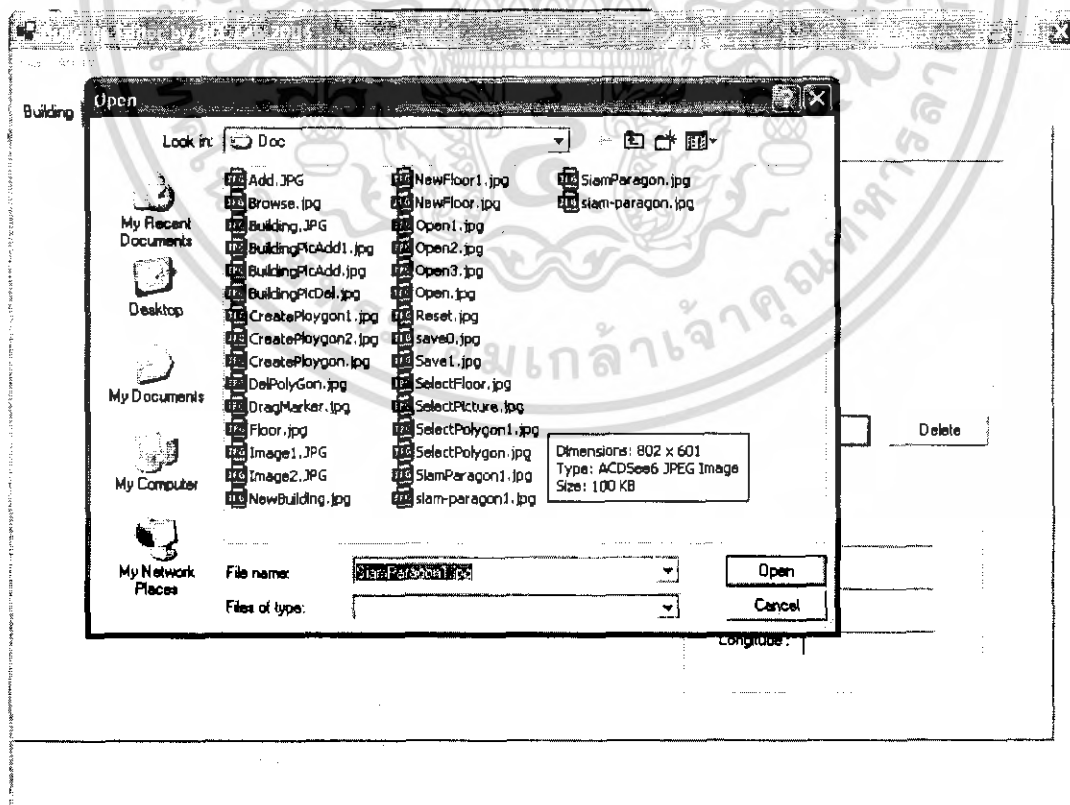 Building
Open
Look in: Doc
My Recent
Documents
Desktop
My Documents
My Computer
My Network
Places
Add.JPG
Browse.jpg
Building.JPG
BuildingPicAdd1.jpg
BuildingPicAdd.jpg
BuildingPicDel.jpg
CreatePloygon1.jpg
CreatePloygon2.jpg
CreatePloygon.jpg
DelPolyGon.jpg
DragMarker.jpg
Floor.jpg
Image1.JPG
Image2.JPG
NewBuilding.jpg
NewFloor1.jpg
NewFloor.jpg
Open1.jpg
Open2.jpg
Open3.jpg
Open.jpg
Reset.jpg
save0.jpg
Save1.jpg
SelectFloor.jpg
SelectPicture.jpg
SelectPolygon1.jpg
SelectPolygon.jpg
SiamParagon1.jpg
siam-paragon1.jpg
SiamParagon.jpg
siam-paragon.jpg
Dimensions: 802 x 601
Type: ACDSee6 JPEG Image
Size: 100 KB
File name: SiamParagon1.jpg
Open
Files of type:
Cancel
Delete
Longitude :